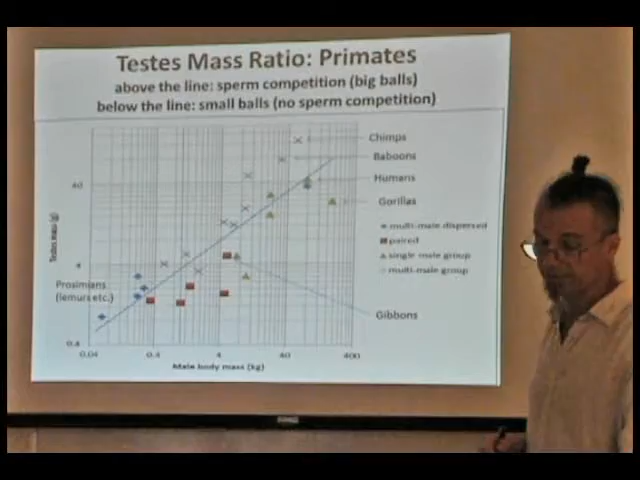 Testes Mass Ratio: Primates
above the line: sperm competition (big balls)
below the line: small balls (no sperm competition)
Chimps
Baboons
Humans
Gorillas
multi-male dispersed
paired
single male group
multi-male group
Gibbons
Prosimians
(lemurs etc.)
Testes mass (g)
40
4
0.4
0.04
0.4
4
40
400
Male body mass (kg)